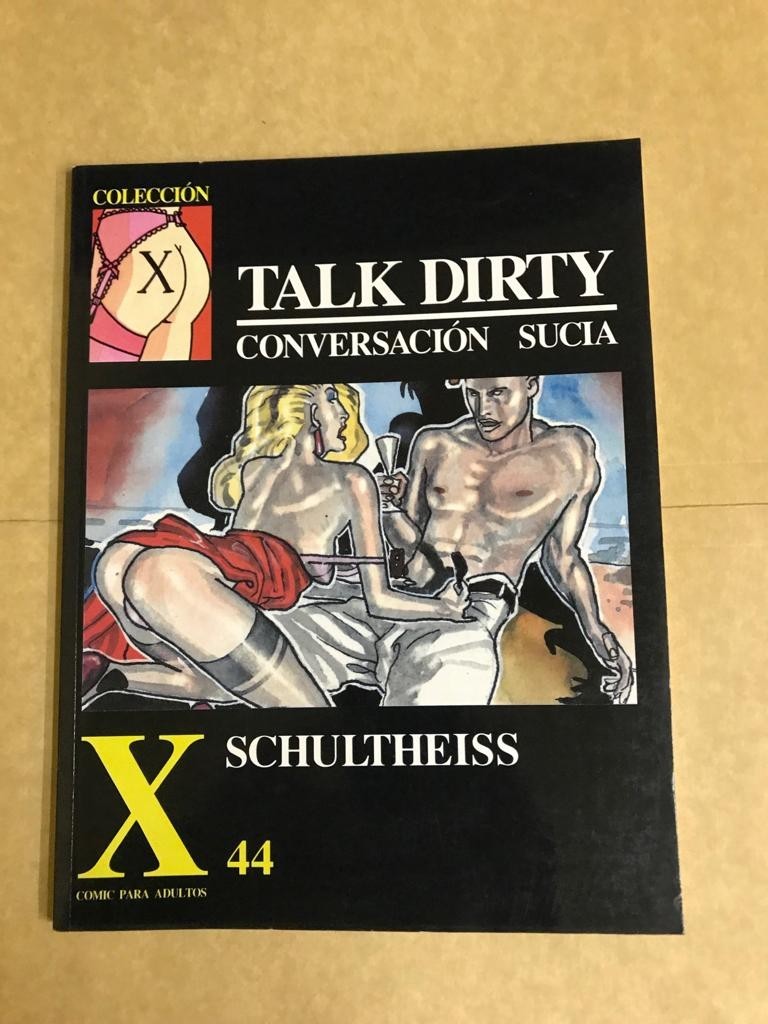 COLECCIÓN
X
TALK DIRTY
CONVERSACIÓN SUCIA
X
SCHULTHEISS
44
COMIC PARA ADULTOS